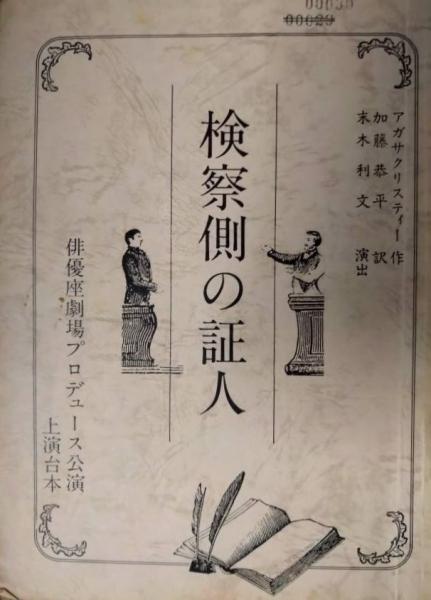 00030
00029
アガサクリスティー 作
加藤恭平 訳
末木利文 演出
検察側の証人
俳優座劇場プロデュース公演
上演台本